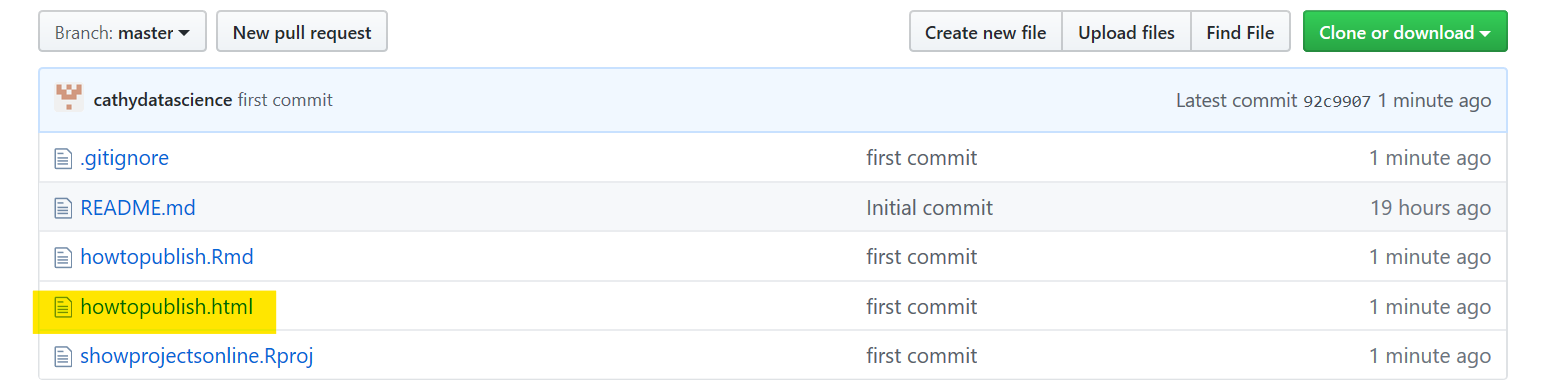 Branch: master New pull request Create new file Upload files Find File Clone or download
cathydatascience first commit Latest commit 92c9907 1 minute ago
.gitignore first commit 1 minute ago
README.md Initial commit 19 hours ago
howtopublish.Rmd first commit 1 minute ago
howtopublish.html first commit 1 minute ago
showprojectsonline.Rproj first commit 1 minute ago